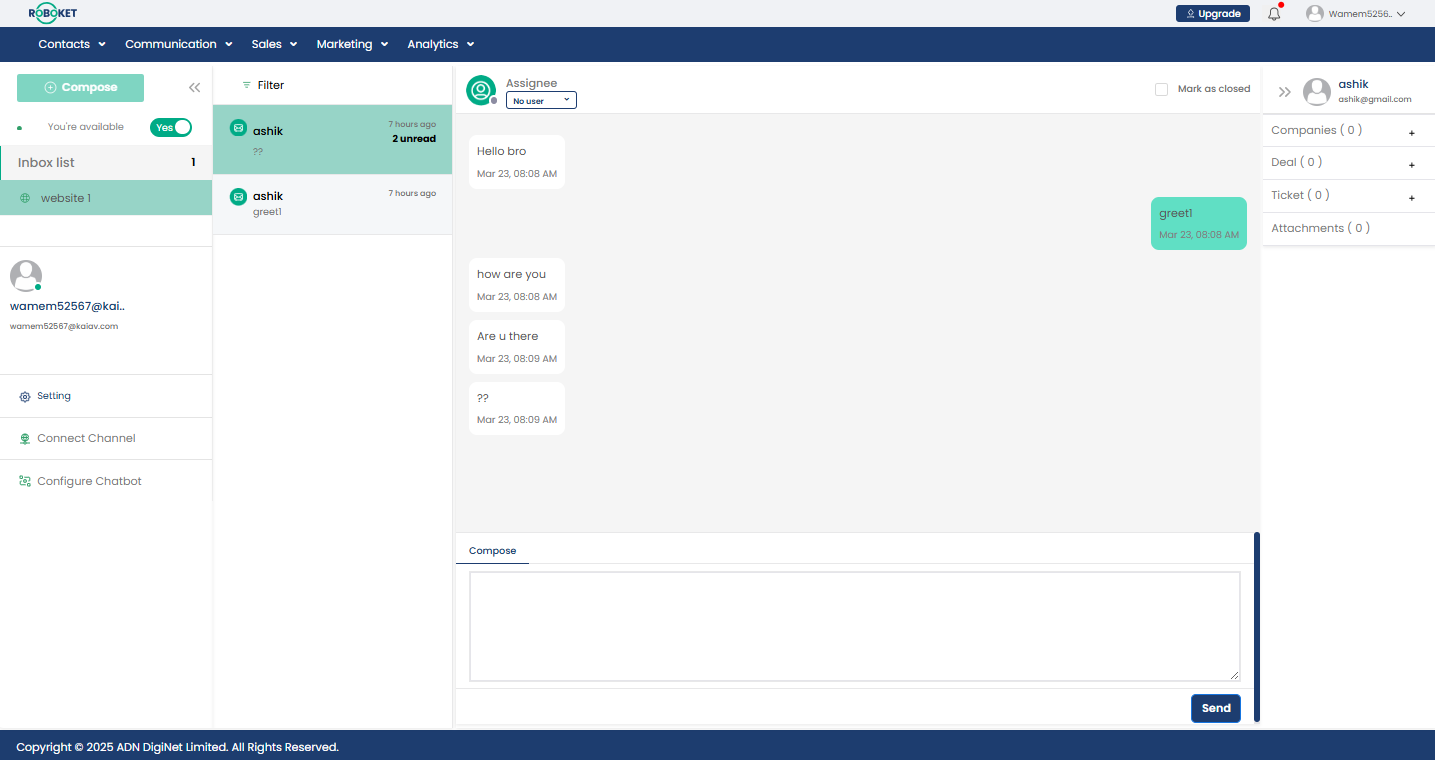 ROBOKET
Upgrade
Wamem5256..
Contacts Communication Sales Marketing Analytics
Compose
You're available Yes
Inbox list 1
website 1
wamem52567@kai..
wamem52567@kaiav.com
Setting
Connect Channel
Configure Chatbot
Filter
ashik 7 hours ago
2 unread
??
ashik 7 hours ago
greet1
Assignee
No user
Mark as closed
Hello bro
Mar 23, 08:08 AM
greet1
Mar 23, 08:08 AM
how are you
Mar 23, 08:08 AM
Are u there
Mar 23, 08:09 AM
??
Mar 23, 08:09 AM
Compose
Send
ashik
ashik@gmail.com
Companies ( 0 ) +
Deal ( 0 ) +
Ticket ( 0 ) +
Attachments ( 0 )
Copyright © 2025 ADN DigiNet Limited. All Rights Reserved.